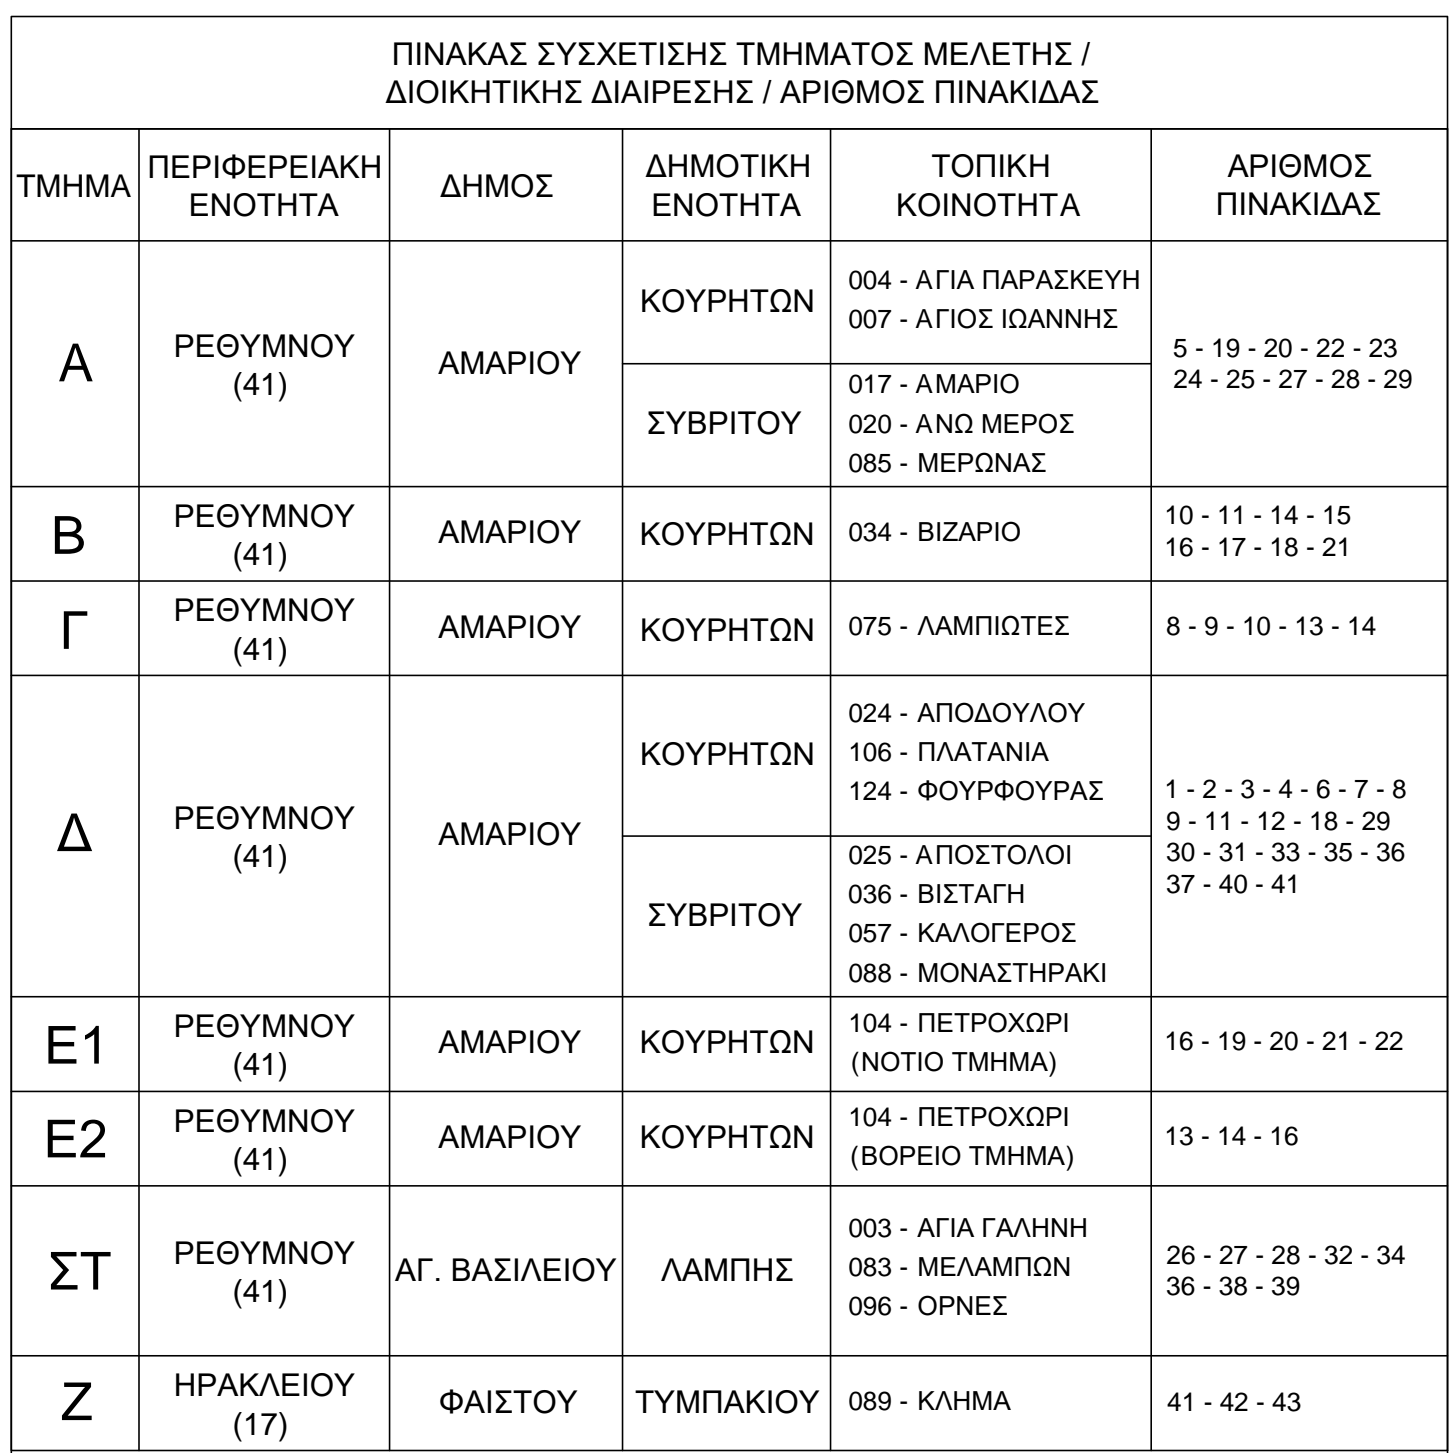 ΠΙΝΑΚΑΣ ΣΥΣΧΕΤΙΣΗΣ ΤΜΗΜΑΤΟΣ ΜΕΛΕΤΗΣ /
ΔΙΟΙΚΗΤΙΚΗΣ ΔΙΑΙΡΕΣΗΣ / ΑΡΙΘΜΟΣ ΠΙΝΑΚΙΔΑΣ
ΤΜΗΜΑ
ΠΕΡΙΦΕΡΕΙΑΚΗ
ΕΝΟΤΗΤΑ
ΔΗΜΟΣ
ΔΗΜΟΤΙΚΗ
ΕΝΟΤΗΤΑ
ΤΟΠΙΚΗ
ΚΟΙΝΟΤΗΤΑ
ΑΡΙΘΜΟΣ
ΠΙΝΑΚΙΔΑΣ
Α
ΡΕΘΥΜΝΟΥ
(41)
ΑΜΑΡΙΟΥ
ΚΟΥΡΗΤΩΝ
004 - ΑΓΙΑ ΠΑΡΑΣΚΕΥΗ
007 - ΑΓΙΟΣ ΙΩΑΝΝΗΣ
ΣΥΒΡΙΤΟΥ
017 - ΑΜΑΡΙΟ
020 - ΑΝΩ ΜΕΡΟΣ
085 - ΜΕΡΩΝΑΣ
5 - 19 - 20 - 22 - 23
24 - 25 - 27 - 28 - 29
Β
ΡΕΘΥΜΝΟΥ
(41)
ΑΜΑΡΙΟΥ
ΚΟΥΡΗΤΩΝ
034 - ΒΙΖΑΡΙΟ
10 - 11 - 14 - 15
16 - 17 - 18 - 21
Γ
ΡΕΘΥΜΝΟΥ
(41)
ΑΜΑΡΙΟΥ
ΚΟΥΡΗΤΩΝ
075 - ΛΑΜΠΙΩΤΕΣ
8 - 9 - 10 - 13 - 14
Δ
ΡΕΘΥΜΝΟΥ
(41)
ΑΜΑΡΙΟΥ
ΚΟΥΡΗΤΩΝ
024 - ΑΠΟΔΟΥΛΟΥ
106 - ΠΛΑΤΑΝΙΑ
124 - ΦΟΥΡΦΟΥΡΑΣ
ΣΥΒΡΙΤΟΥ
025 - ΑΠΟΣΤΟΛΟΙ
036 - ΒΙΣΤΑΓΗ
057 - ΚΑΛΟΓΕΡΟΣ
088 - ΜΟΝΑΣΤΗΡΑΚΙ
1 - 2 - 3 - 4 - 6 - 7 - 8
9 - 11 - 12 - 18 - 29
30 - 31 - 33 - 35 - 36
37 - 40 - 41
Ε1
ΡΕΘΥΜΝΟΥ
(41)
ΑΜΑΡΙΟΥ
ΚΟΥΡΗΤΩΝ
104 - ΠΕΤΡΟΧΩΡΙ
(ΝΟΤΙΟ ΤΜΗΜΑ)
16 - 19 - 20 - 21 - 22
Ε2
ΡΕΘΥΜΝΟΥ
(41)
ΑΜΑΡΙΟΥ
ΚΟΥΡΗΤΩΝ
104 - ΠΕΤΡΟΧΩΡΙ
(ΒΟΡΕΙΟ ΤΜΗΜΑ)
13 - 14 - 16
ΣΤ
ΡΕΘΥΜΝΟΥ
(41)
ΑΓ. ΒΑΣΙΛΕΙΟΥ
ΛΑΜΠΗΣ
003 - ΑΓΙΑ ΓΑΛΗΝΗ
083 - ΜΕΛΑΜΠΩΝ
096 - ΟΡΝΕΣ
26 - 27 - 28 - 32 - 34
36 - 38 - 39
Ζ
ΗΡΑΚΛΕΙΟΥ
(17)
ΦΑΙΣΤΟΥ
ΤΥΜΠΑΚΙΟΥ
089 - ΚΛΗΜΑ
41 - 42 - 43